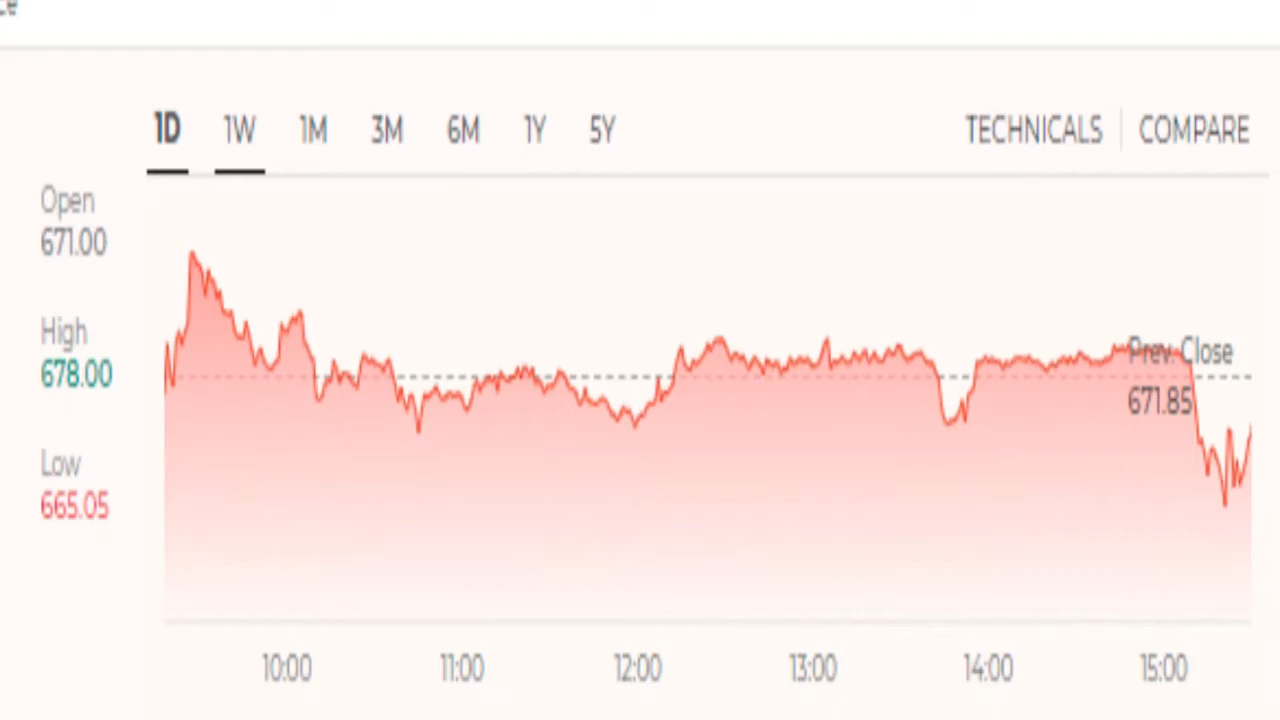 1D 1W 1M 3M 6M 1Y 5Y TECHNICALS COMPARE
Open
671.00
High
678.00
Low
665.05
Prev. Close
671.85
10:00 11:00 12:00 13:00 14:00 15:00